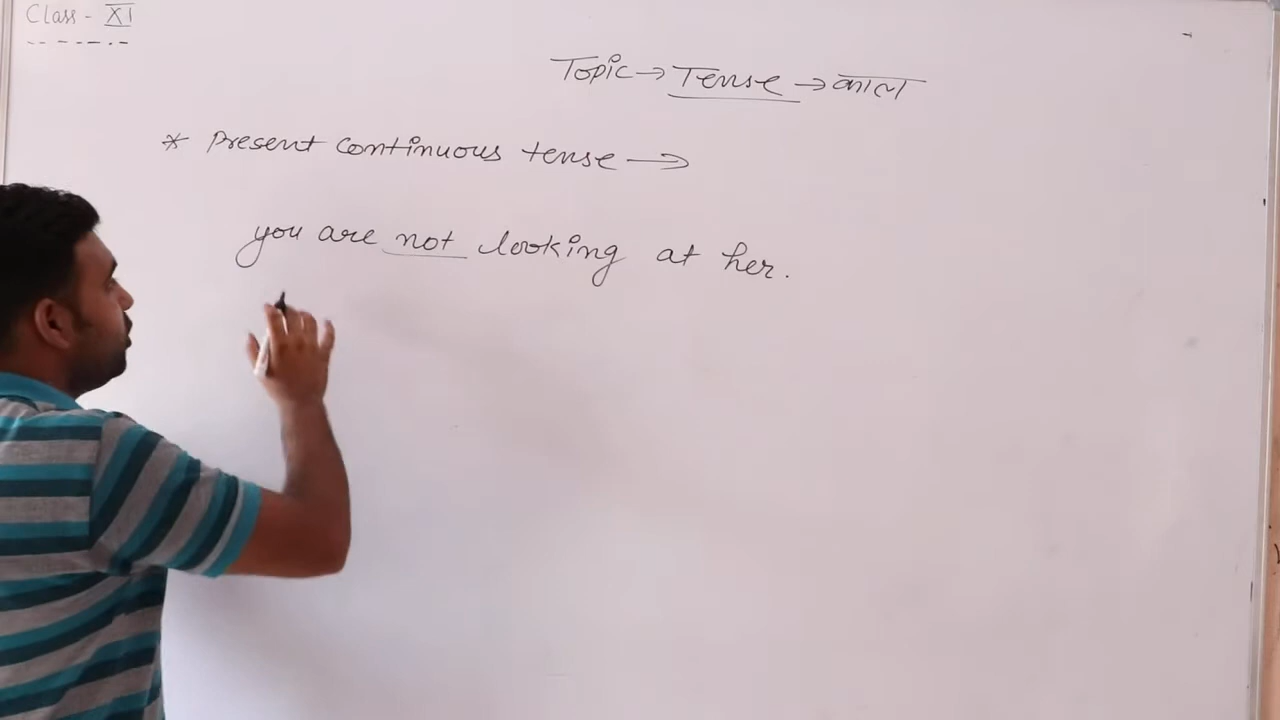 Class - XI
Topic → Tense → काल
* Present continuous tense →
you are not looking at her.